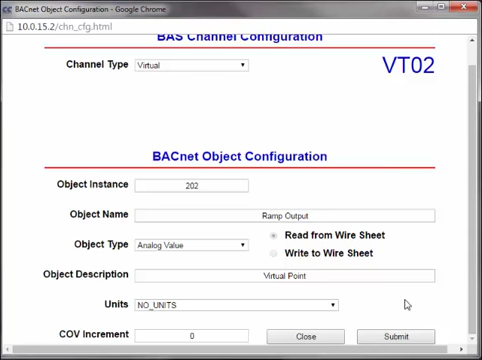 BACnet Object Configuration - Google Chrome
10.0.15.2/chn_cfg.html
BAS Channel Configuration
Channel Type Virtual VT02
BACnet Object Configuration
Object Instance 202
Object Name Ramp Output
Object Type Analog Value Read from Wire Sheet
Write to Wire Sheet
Object Description Virtual Point
Units NO_UNITS
COV Increment 0 Close Submit